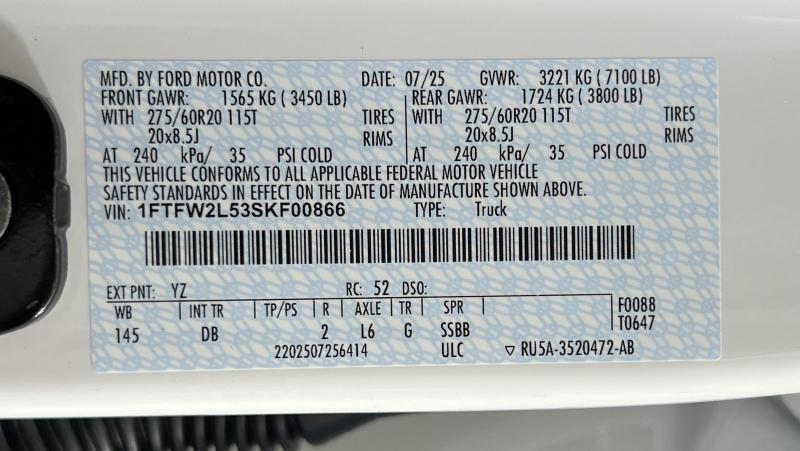 MFD. BY FORD MOTOR CO. DATE: 07/25 GVWR: 3221 KG ( 7100 LB)
FRONT GAWR: 1565 KG ( 3450 LB) REAR GAWR: 1724 KG ( 3800 LB)
WITH 275/60R20 115T TIRES WITH 275/60R20 115T TIRES
20x8.5J RIMS 20x8.5J RIMS
AT 240 kPa/ 35 PSI COLD AT 240 kPa/ 35 PSI COLD
THIS VEHICLE CONFORMS TO ALL APPLICABLE FEDERAL MOTOR VEHICLE
SAFETY STANDARDS IN EFFECT ON THE DATE OF MANUFACTURE SHOWN ABOVE.
VIN: 1FTFW2L53SKF00866 TYPE: Truck
EXT PNT: YZ RC: 52 DSO:
WB INT TR TP/PS R AXLE TR SPR F0088
145 DB 2 L6 G SSBB T0647
2202507256414 ULC ▽ RU5A-3520472-AB